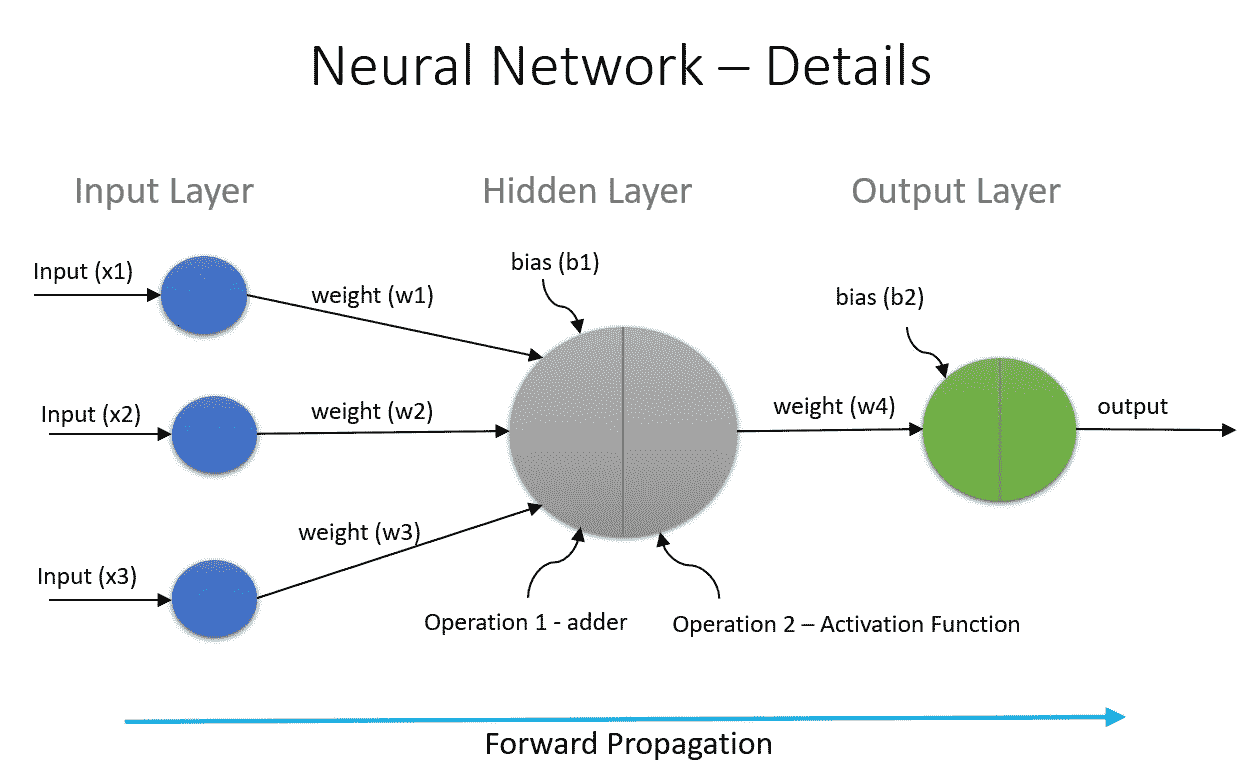 Neural Network – Details
Input Layer
Hidden Layer
Output Layer
Input (x1)
weight (w1)
bias (b1)
bias (b2)
Input (x2)
weight (w2)
weight (w4)
output
Input (x3)
weight (w3)
Operation 1 - adder
Operation 2 – Activation Function
Forward Propagation